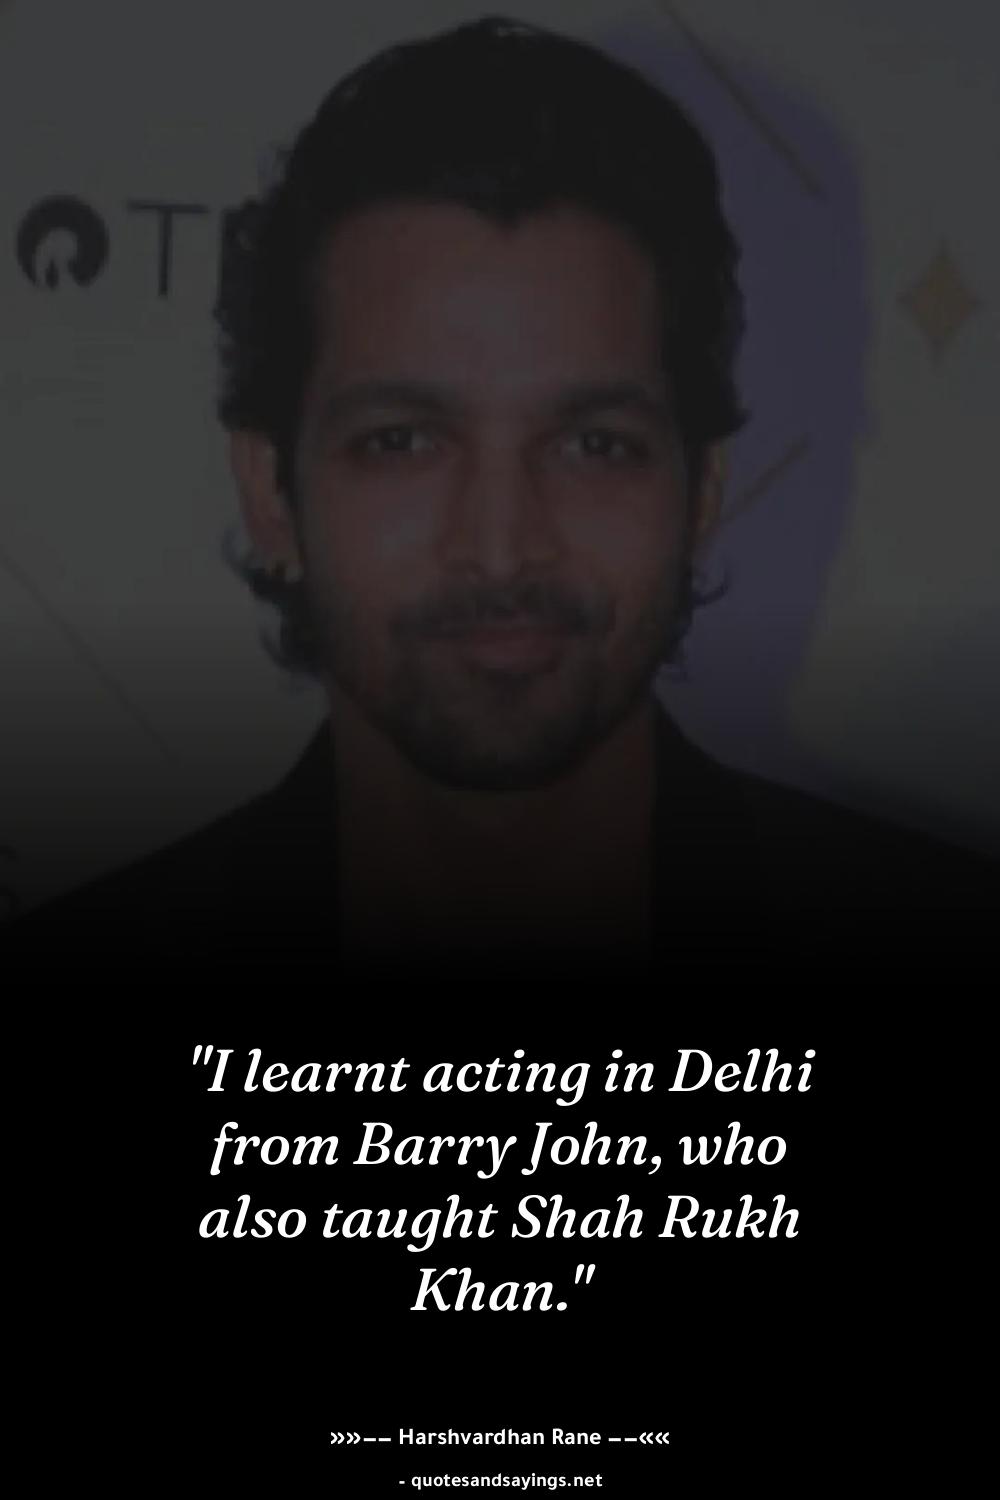 T
"I learnt acting in Delhi
from Barry John, who
also taught Shah Rukh
Khan."
»»–– Harshvardhan Rane ––««
- quotesandsayings.net